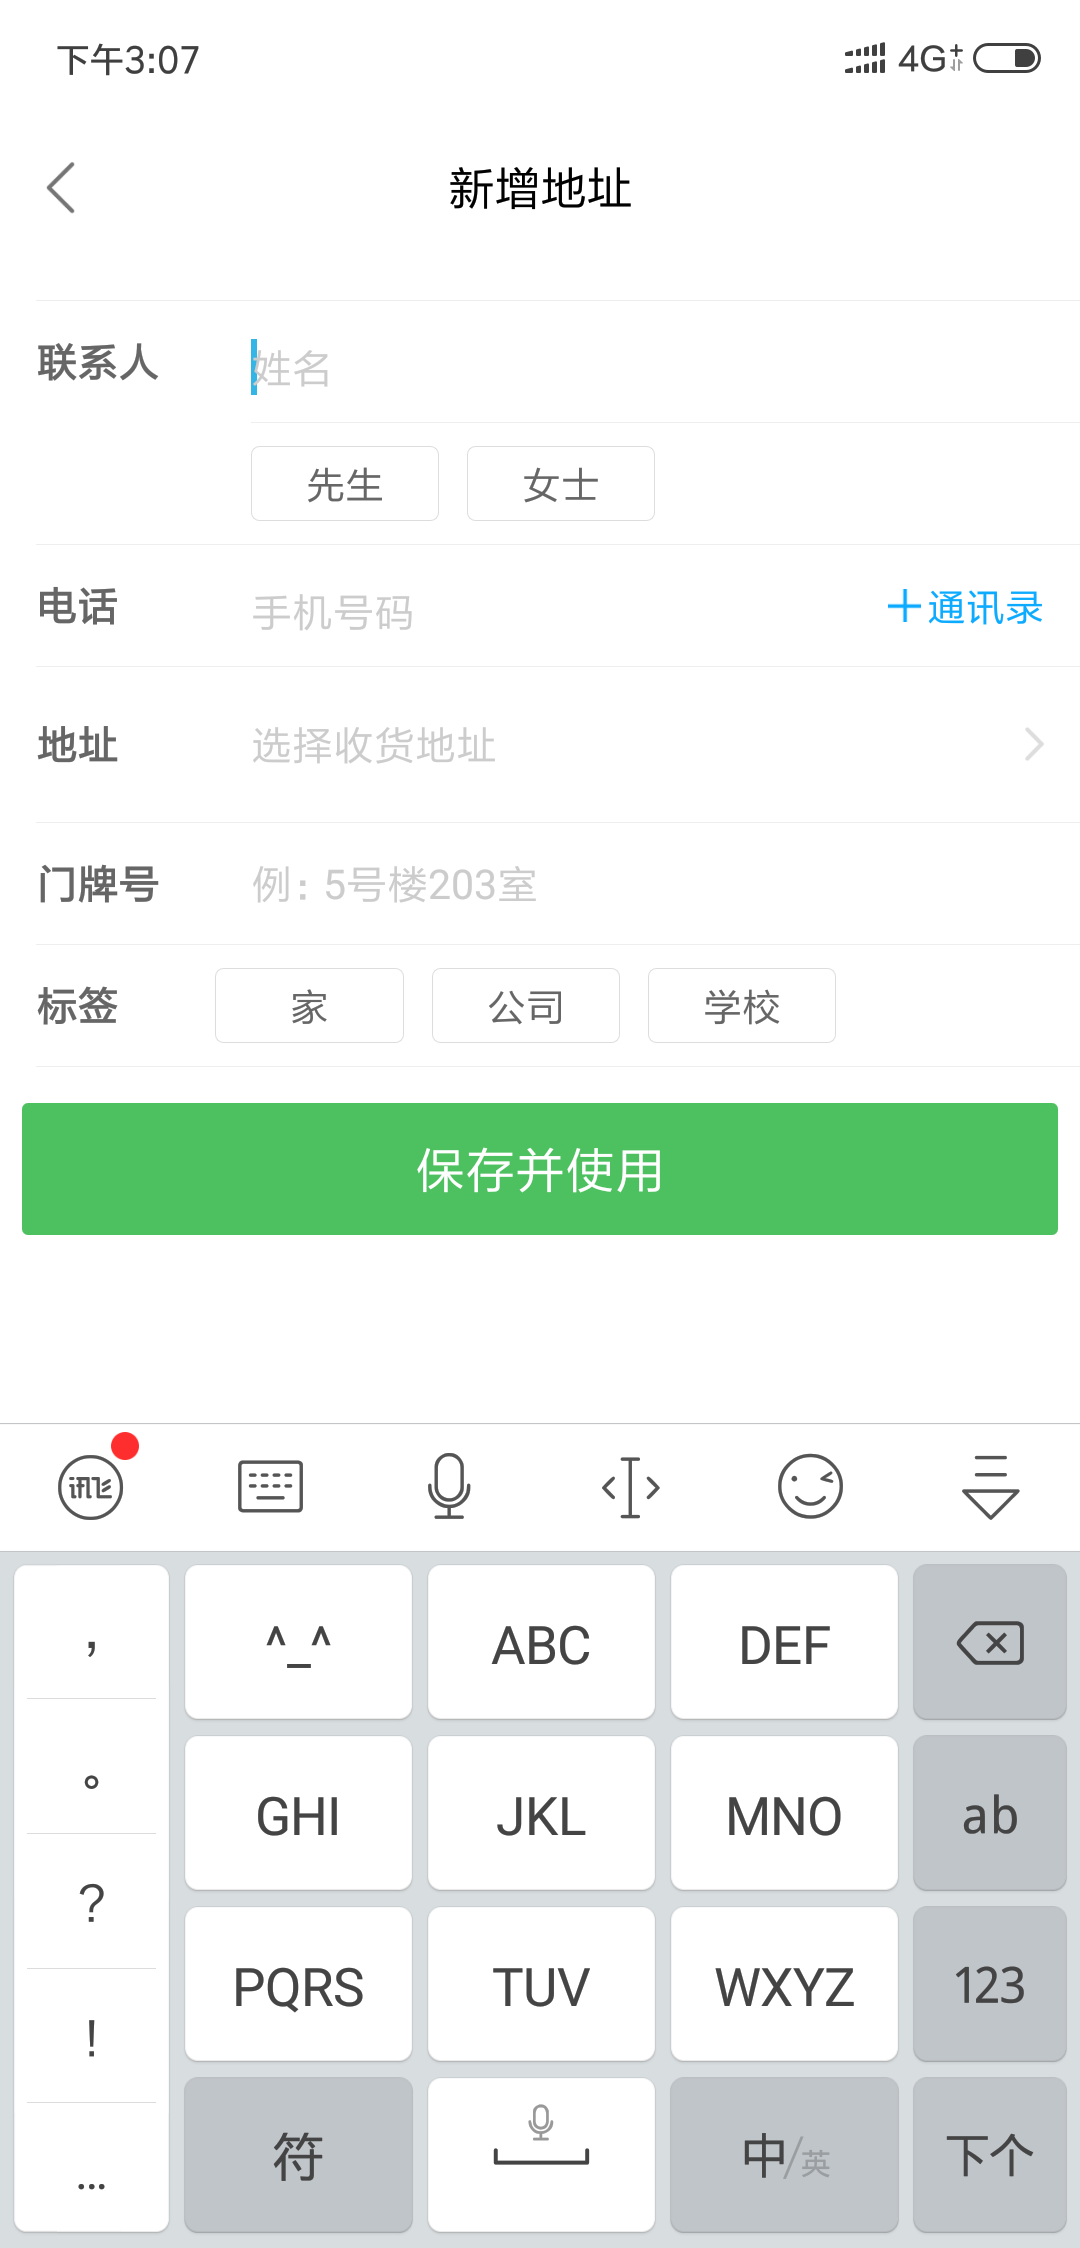 下午3:07 4G+
新增地址
联系人 姓名
先生 女士
电话 手机号码 +通讯录
地址 选择收货地址
门牌号 例：5号楼203室
标签 家 公司 学校
保存并使用
， ^_^ ABC DEF
。 GHI JKL MNO ab
? PQRS TUV WXYZ 123
!
... 符 中/英 下个